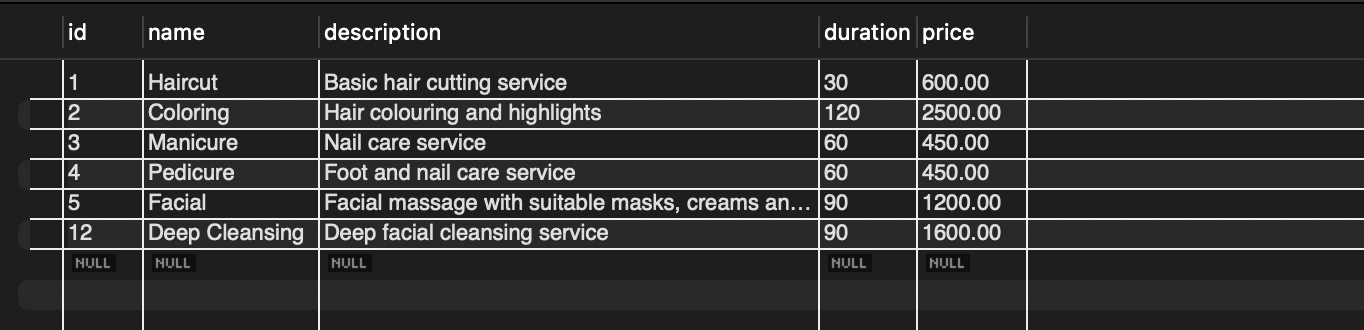 id name description duration price
1 Haircut Basic hair cutting service 30 600.00
2 Coloring Hair colouring and highlights 120 2500.00
3 Manicure Nail care service 60 450.00
4 Pedicure Foot and nail care service 60 450.00
5 Facial Facial massage with suitable masks, creams an... 90 1200.00
12 Deep Cleansing Deep facial cleansing service 90 1600.00
NULL NULL NULL NULL NULL